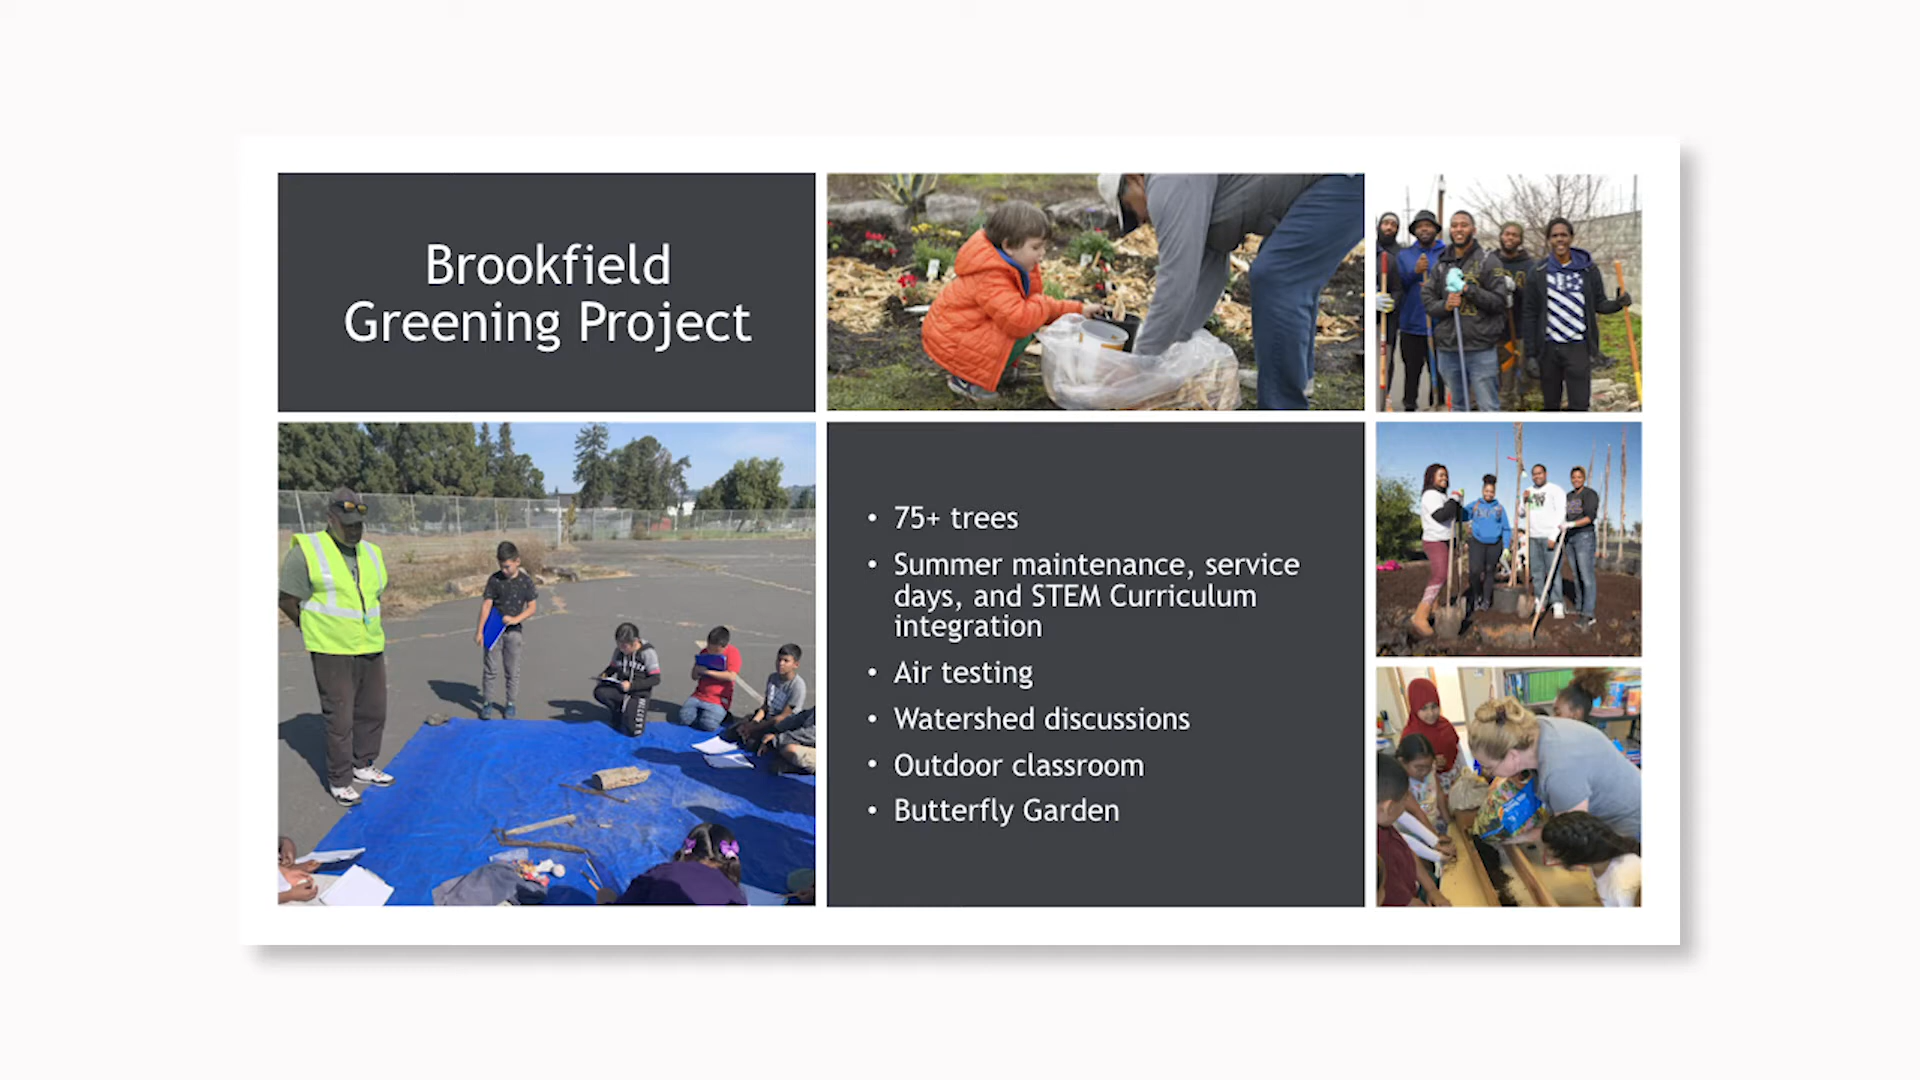 Brookfield
Greening Project
• 75+ trees
• Summer maintenance, service
days, and STEM Curriculum
integration
• Air testing
• Watershed discussions
• Outdoor classroom
• Butterfly Garden